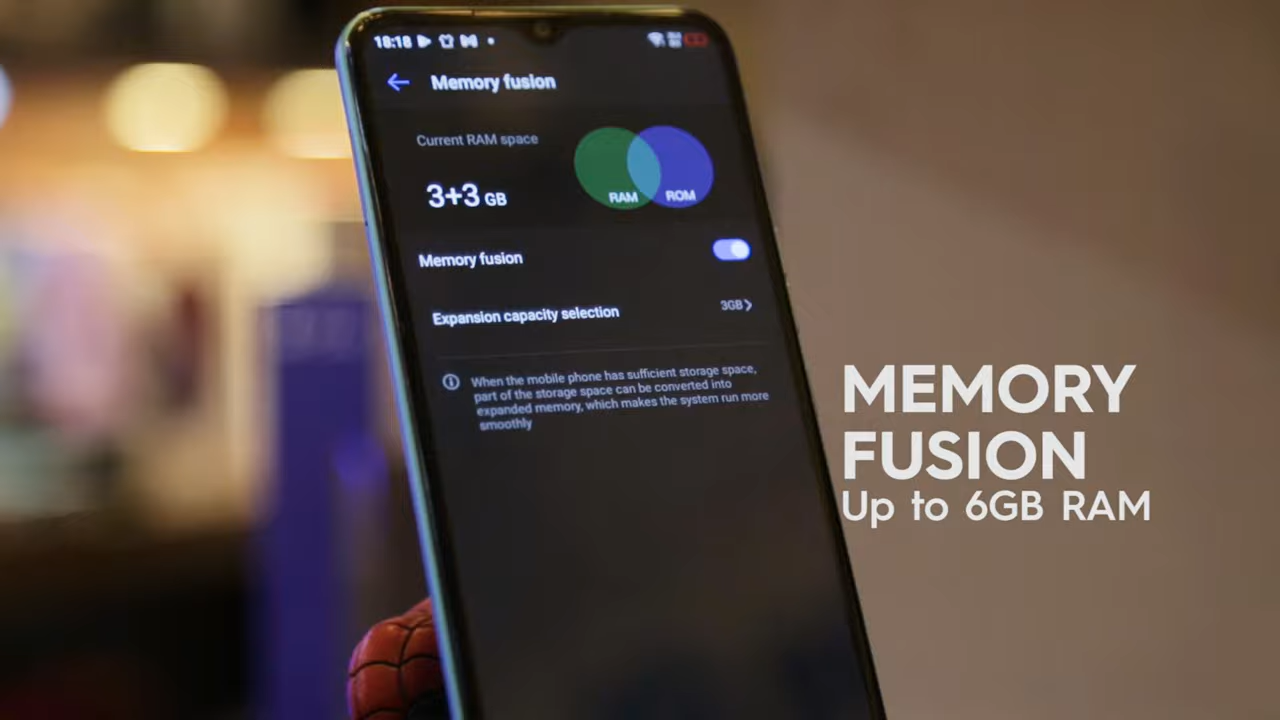 18:18
Memory fusion
Current RAM space
3+3 GB
RAM
ROM
Memory fusion
Expansion capacity selection
3GB
When the mobile phone has sufficient storage space,
part of the storage space can be converted into
expanded memory, which makes the system run more
smoothly
MEMORY
FUSION
Up to 6GB RAM